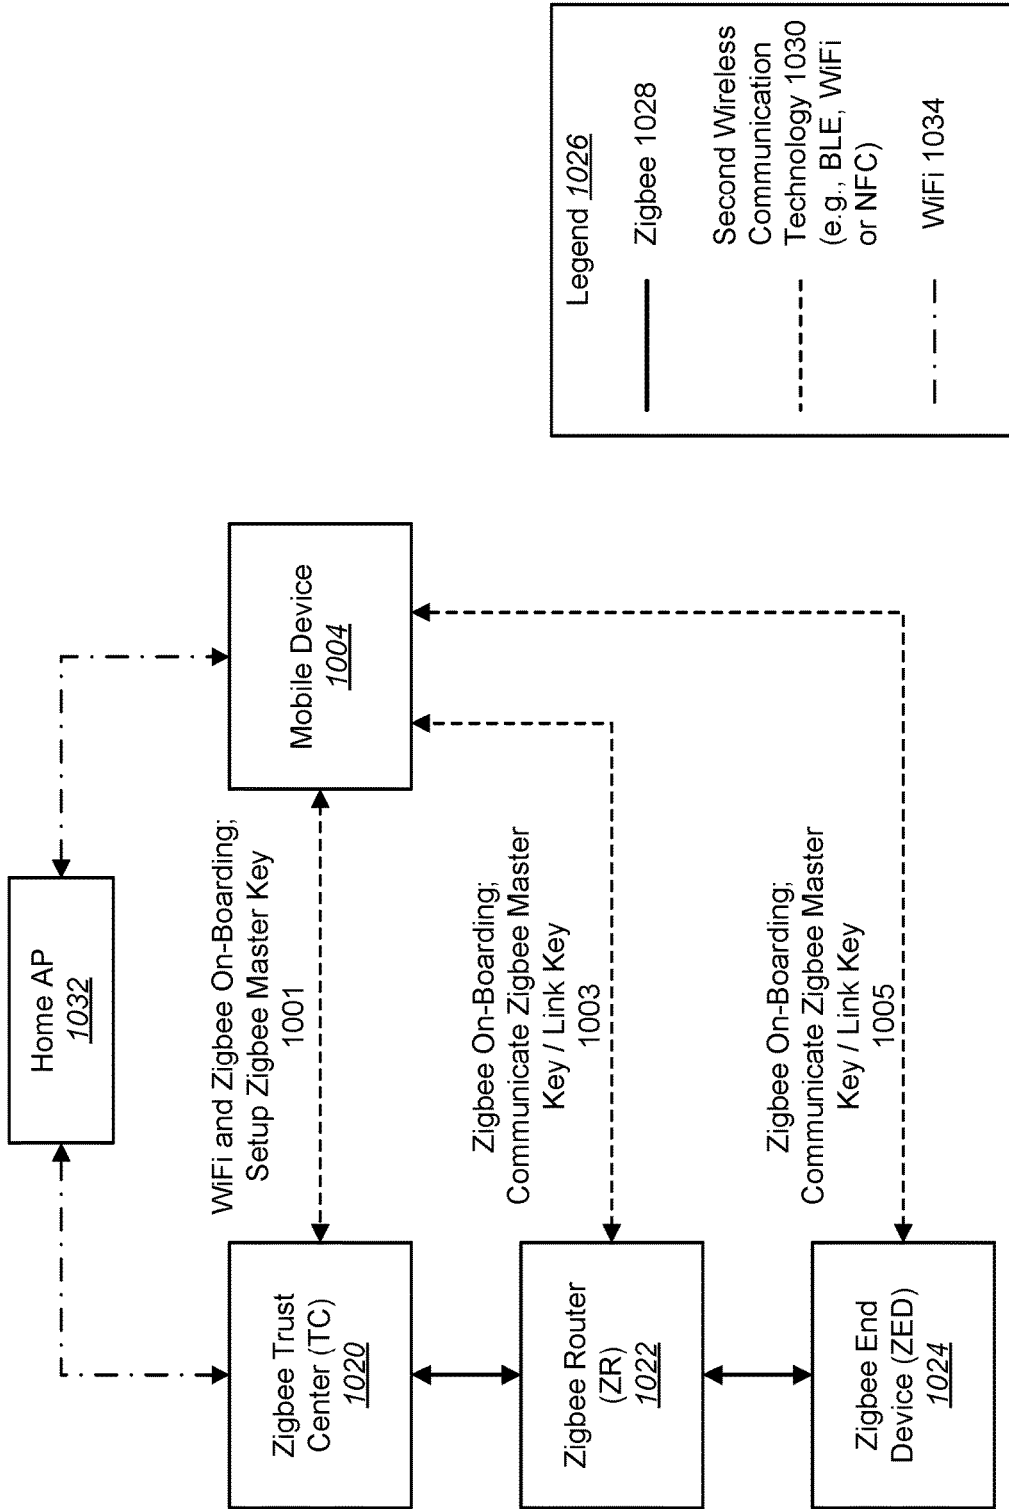 Home AP
1032
WiFi and Zigbee On-Boarding;
Setup Zigbee Master Key
1001
Zigbee Trust
Center (TC)
1020
Mobile Device
1004
Zigbee On-Boarding;
Communicate Zigbee Master
Key / Link Key
1003
Zigbee Router
(ZR)
1022
Zigbee On-Boarding;
Communicate Zigbee Master
Key / Link Key
1005
Zigbee End
Device (ZED)
1024
Legend 1026
Zigbee 1028
Second Wireless
Communication
Technology 1030
(e.g., BLE, WiFi
or NFC)
WiFi 1034